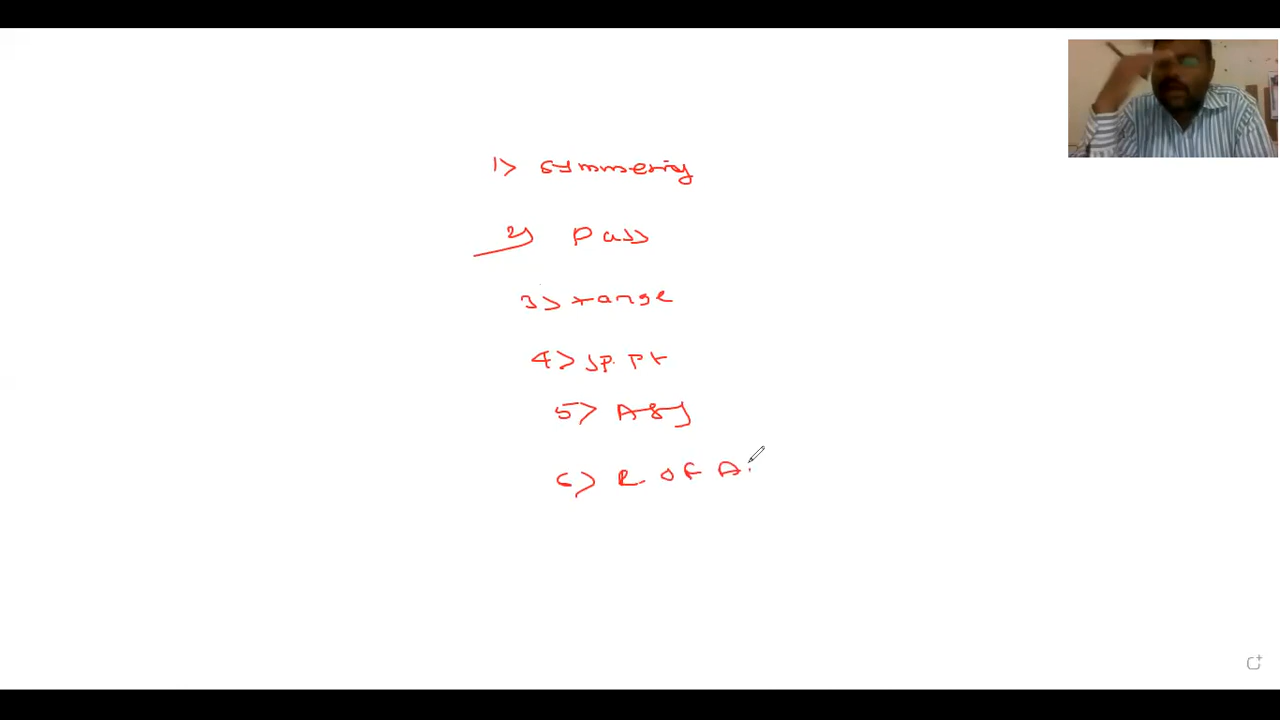 1> Symmetry
2> Pass
3> range
4> SP. Pt
5> Asy
6> R. OF A.